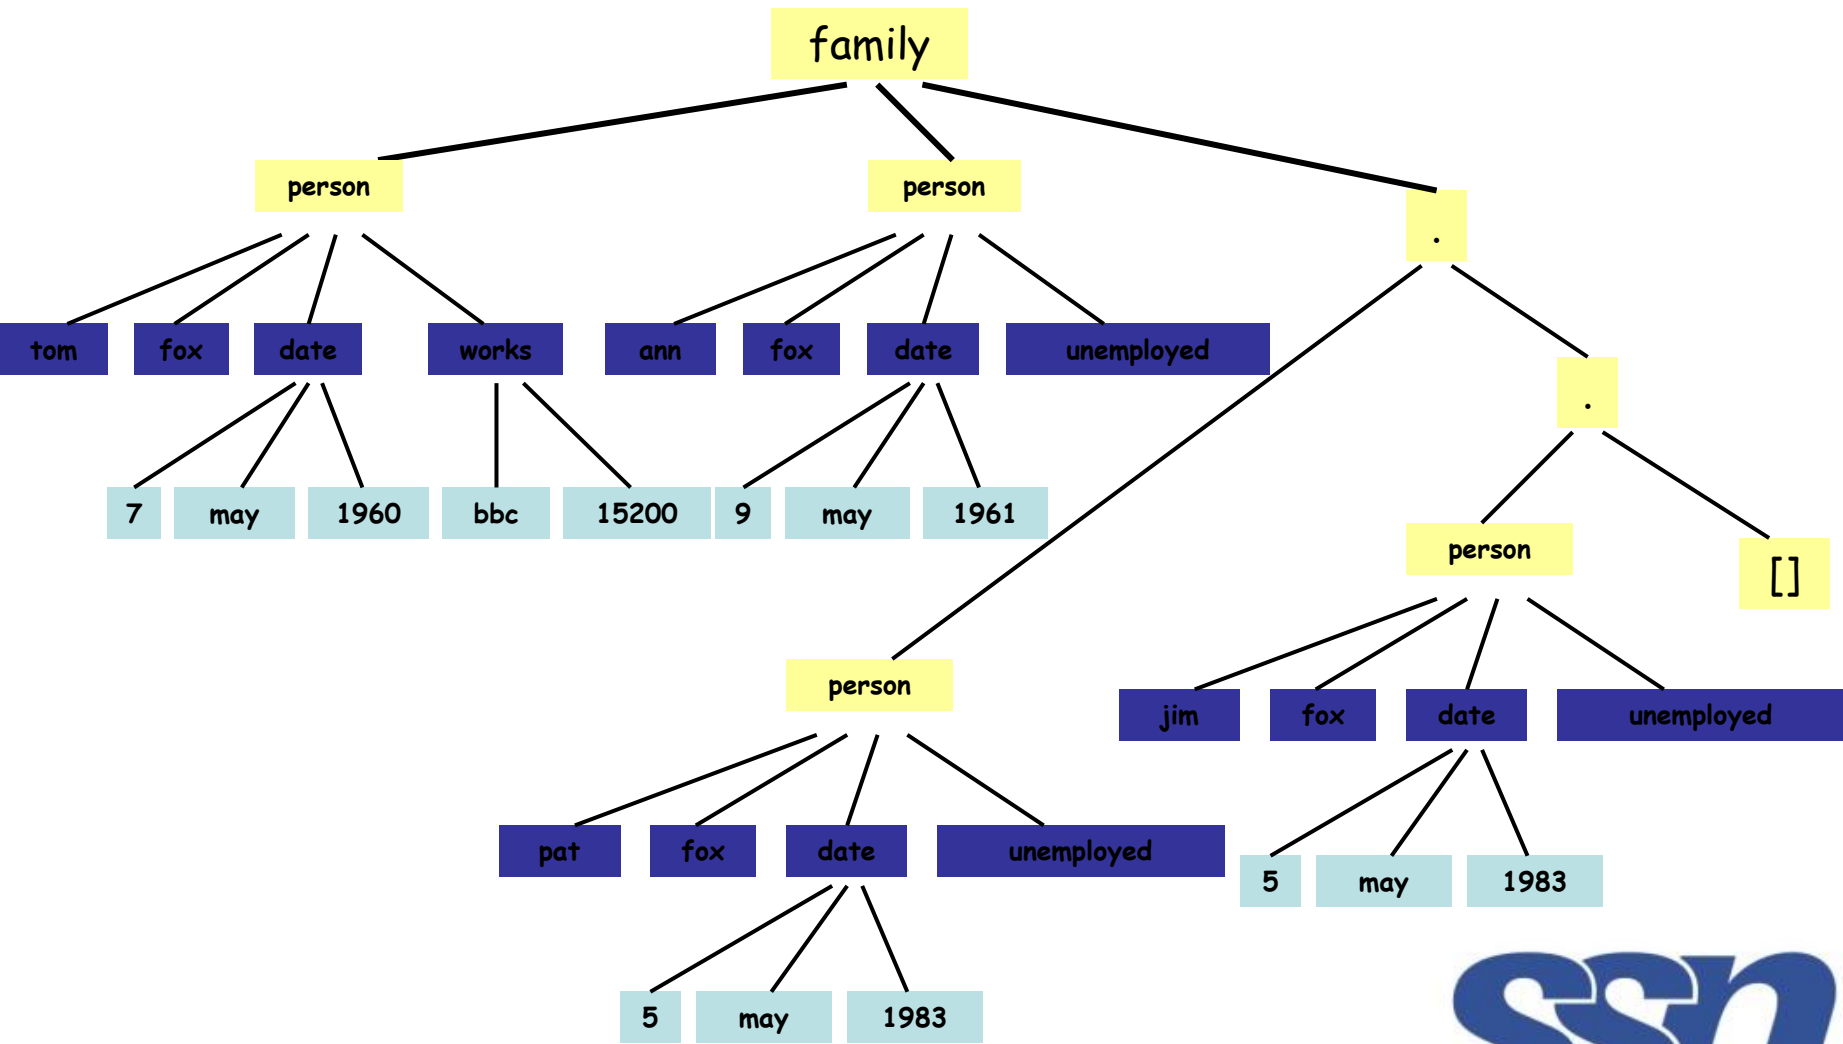 family
person
person
.
tom fox date works ann fox date unemployed
.
7 may 1960 bbc 15200 9 may 1961
person
[]
person
jim fox date unemployed
pat fox date unemployed
5 may 1983
5 may 1983
ssn